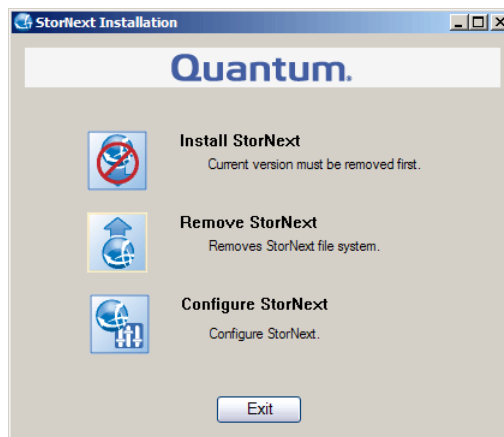 StorNext Installation
Quantum.
Install StorNext
Current version must be removed first.
Remove StorNext
Removes StorNext file system.
Configure StorNext
Configure StorNext.
Exit